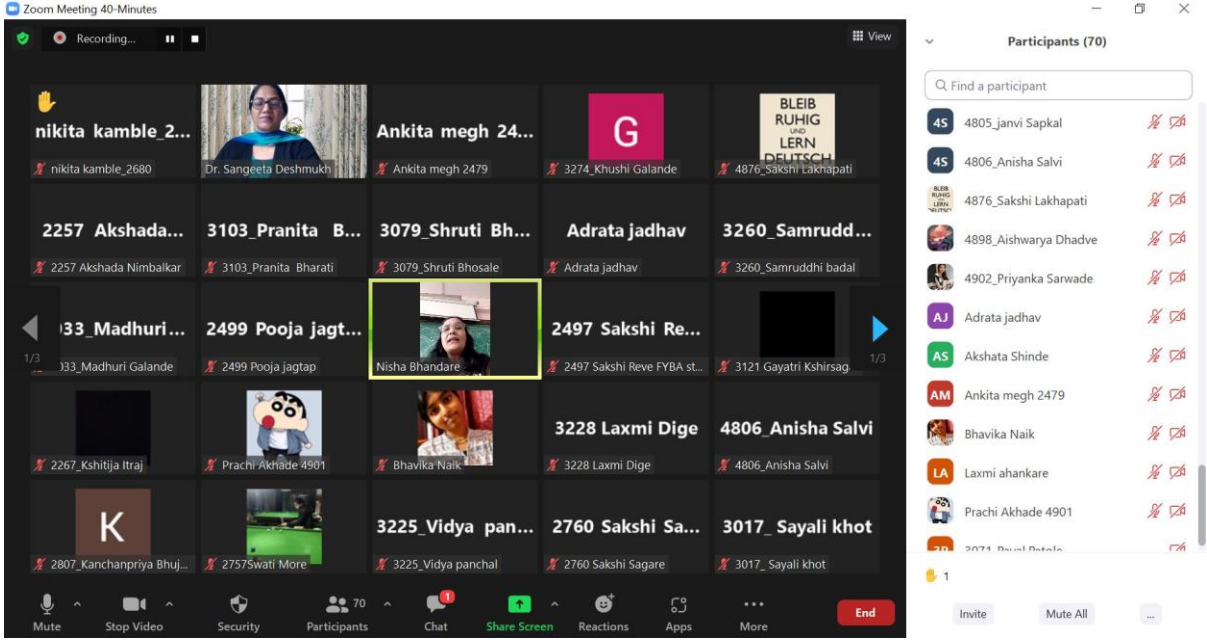 Zoom Meeting 40-Minutes
Recording...
View
nikita kamble_2...
nikita kamble_2680
Dr. Sangeeta Deshmukh
Ankita megh 24...
Ankita megh 2479
G
3274_Khushi Galande
BLEIB
RUHIG
UND
LERN
DEUTSCH
4876_Sakshi Lakhapati
2257 Akshada...
2257 Akshada Nimbalkar
3103_Pranita B...
3103_Pranita Bharati
3079_Shruti Bh...
3079_Shruti Bhosale
Adrata jadhav
Adrata jadhav
3260_Samrudd...
3260_Samruddhi badal
33_Madhuri...
033_Madhuri Galande
2499 Pooja jagt...
2499 Pooja jagtap
Nisha Bhandare
2497 Sakshi Re...
2497 Sakshi Reve FYBA st...
3121 Gayatri Kshirsag
1/3
1/3
2267_Kshitija Itraj
Prachi Akhade 4901
Bhavika Naik
3228 Laxmi Dige
3228 Laxmi Dige
4806_Anisha Salvi
4806_Anisha Salvi
K
2807_Kanchanpriya Bhuj...
2757Swati More
3225_Vidya pan...
3225_Vidya panchal
2760 Sakshi Sa...
2760 Sakshi Sagare
3017_ Sayali khot
3017_ Sayali khot
Mute
Stop Video
Security
70
Participants
1
Chat
Share Screen
Reactions
Apps
More
End
Participants (70)
Find a participant
4S 4805_janvi Sapkal
4S 4806_Anisha Salvi
BLEIB
RUHIG
LERN
4876_Sakshi Lakhapati
4898_Aishwarya Dhadve
4902_Priyanka Sarwade
AJ Adrata jadhav
AS Akshata Shinde
AM Ankita megh 2479
Bhavika Naik
LA Laxmi ahankare
Prachi Akhade 4901
1
Invite
Mute All
...